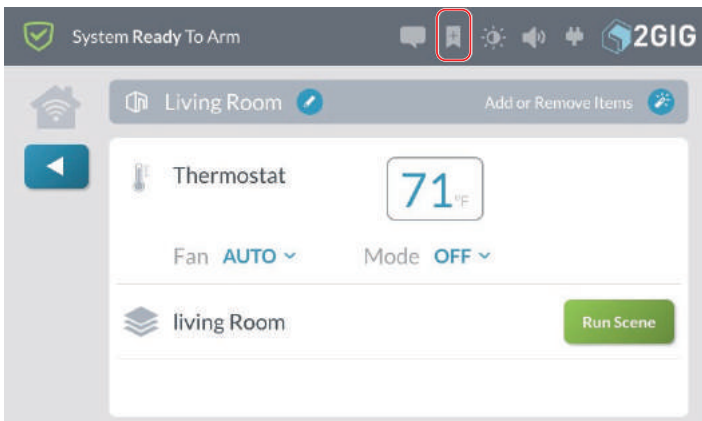 System Ready To Arm
2GIG
Living Room
Add or Remove Items
Thermostat
71°F
Fan AUTO
Mode OFF
living Room
Run Scene